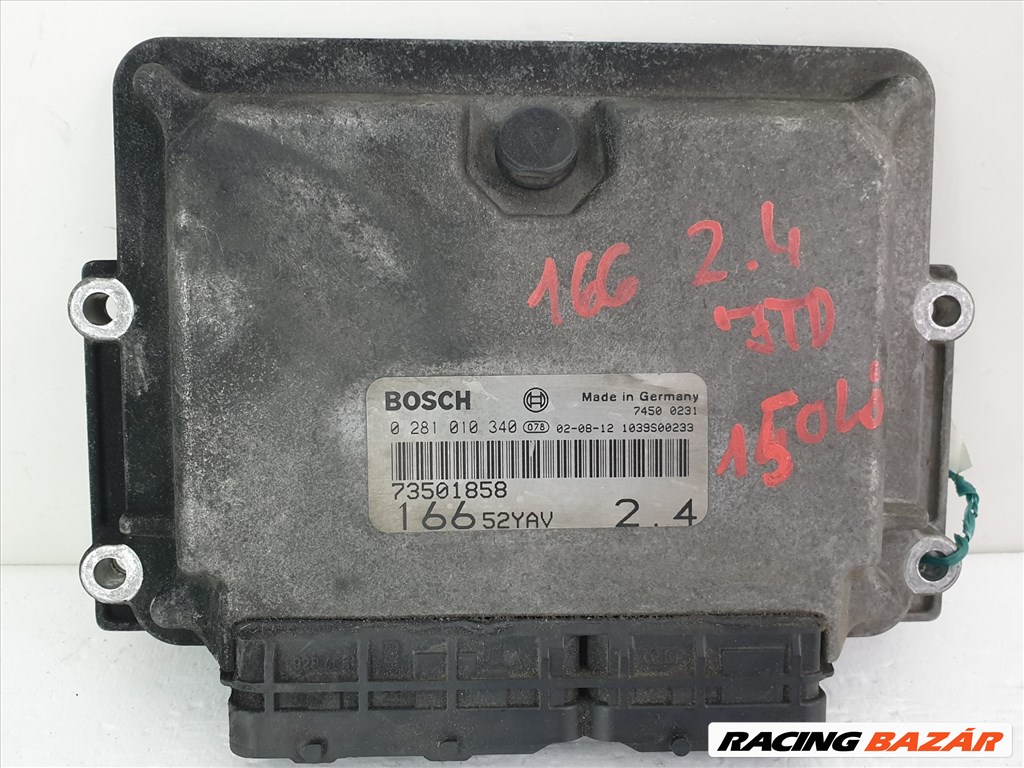 166 2.4
JTD
150LÓ
BOSCH Made in Germany
7450 0231
0 281 010 340 078 02-08-12 1039S00233
73501858
166 52YAV 2.4
RACING BAZÁR